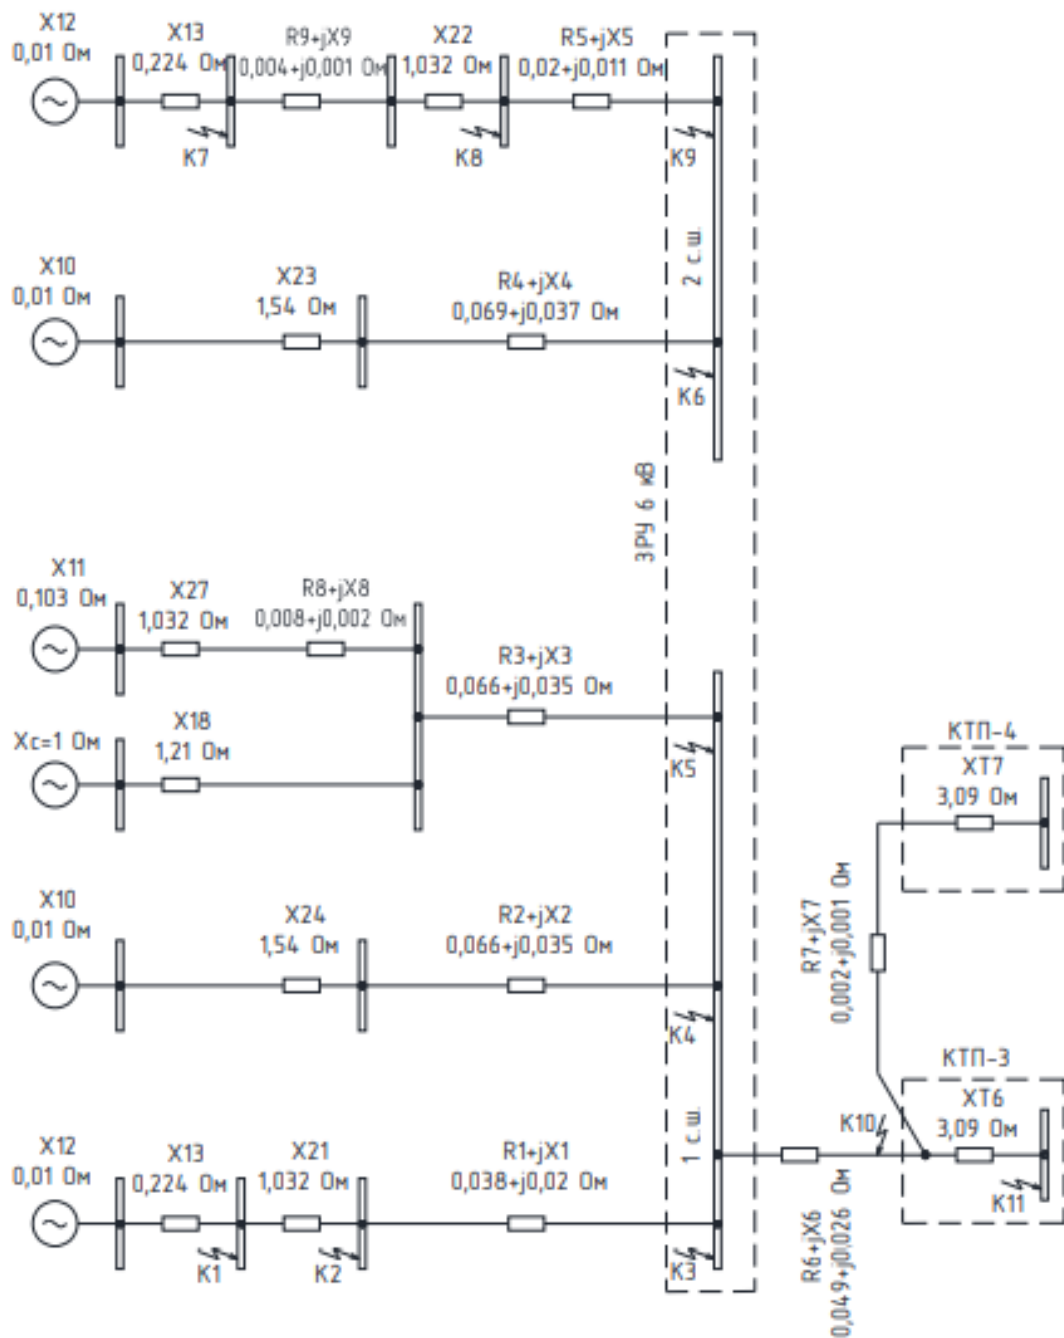 X12
0,01 Ом
X13
0,224 Ом
R9+jX9
0,004+j0,001 Ом
X22
1,032 Ом
R5+jX5
0,02+j0,011 Ом
K7
K8
K9
X10
0,01 Ом
X23
1,54 Ом
R4+jX4
0,069+j0,037 Ом
2 с.ш.
K6
ЗРУ 6 кВ
X11
0,103 Ом
X27
1,032 Ом
R8+jX8
0,008+j0,002 Ом
R3+jX3
0,066+j0,035 Ом
Xc=1 Ом
X18
1,21 Ом
K5
КТП-4
XT7
3,09 Ом
R7+jX7
0,002+j0,001 Ом
X10
0,01 Ом
X24
1,54 Ом
R2+jX2
0,066+j0,035 Ом
K4
КТП-3
XT6
3,09 Ом
K10
K11
1 с.ш.
X12
0,01 Ом
X13
0,224 Ом
X21
1,032 Ом
R1+jX1
0,038+j0,02 Ом
K1
K2
K3
R6+jX6
0,049+j0,026 Ом